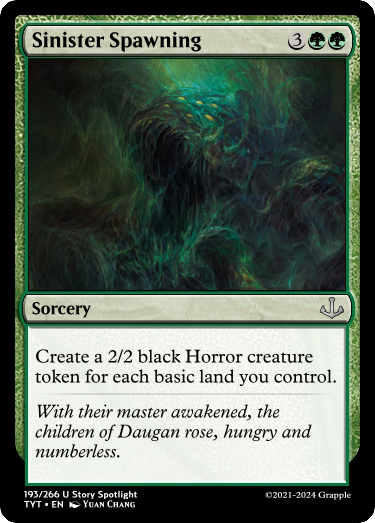 Sinister Spawning 3
Sorcery
Create a 2/2 black Horror creature
token for each basic land you control.
With their master awakened, the
children of Daugan rose, hungry and
numberless.
193/266 U Story Spotlight
TYT • EN Yuan Chang
©2021-2024 Grapple